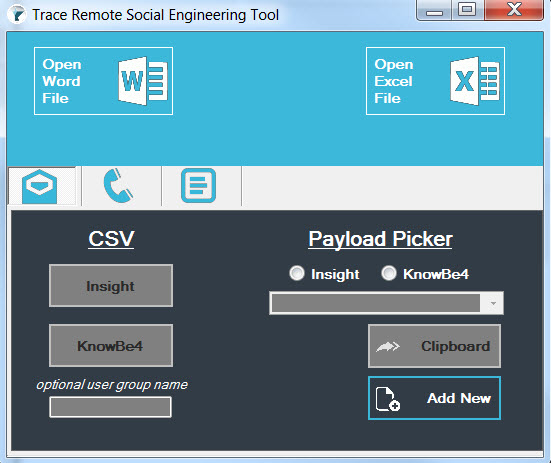 Trace Remote Social Engineering Tool
Open
Word
File
W
Open
Excel
File
X
CSV
Insight
KnowBe4
optional user group name
Payload Picker
Insight
KnowBe4
Clipboard
Add New